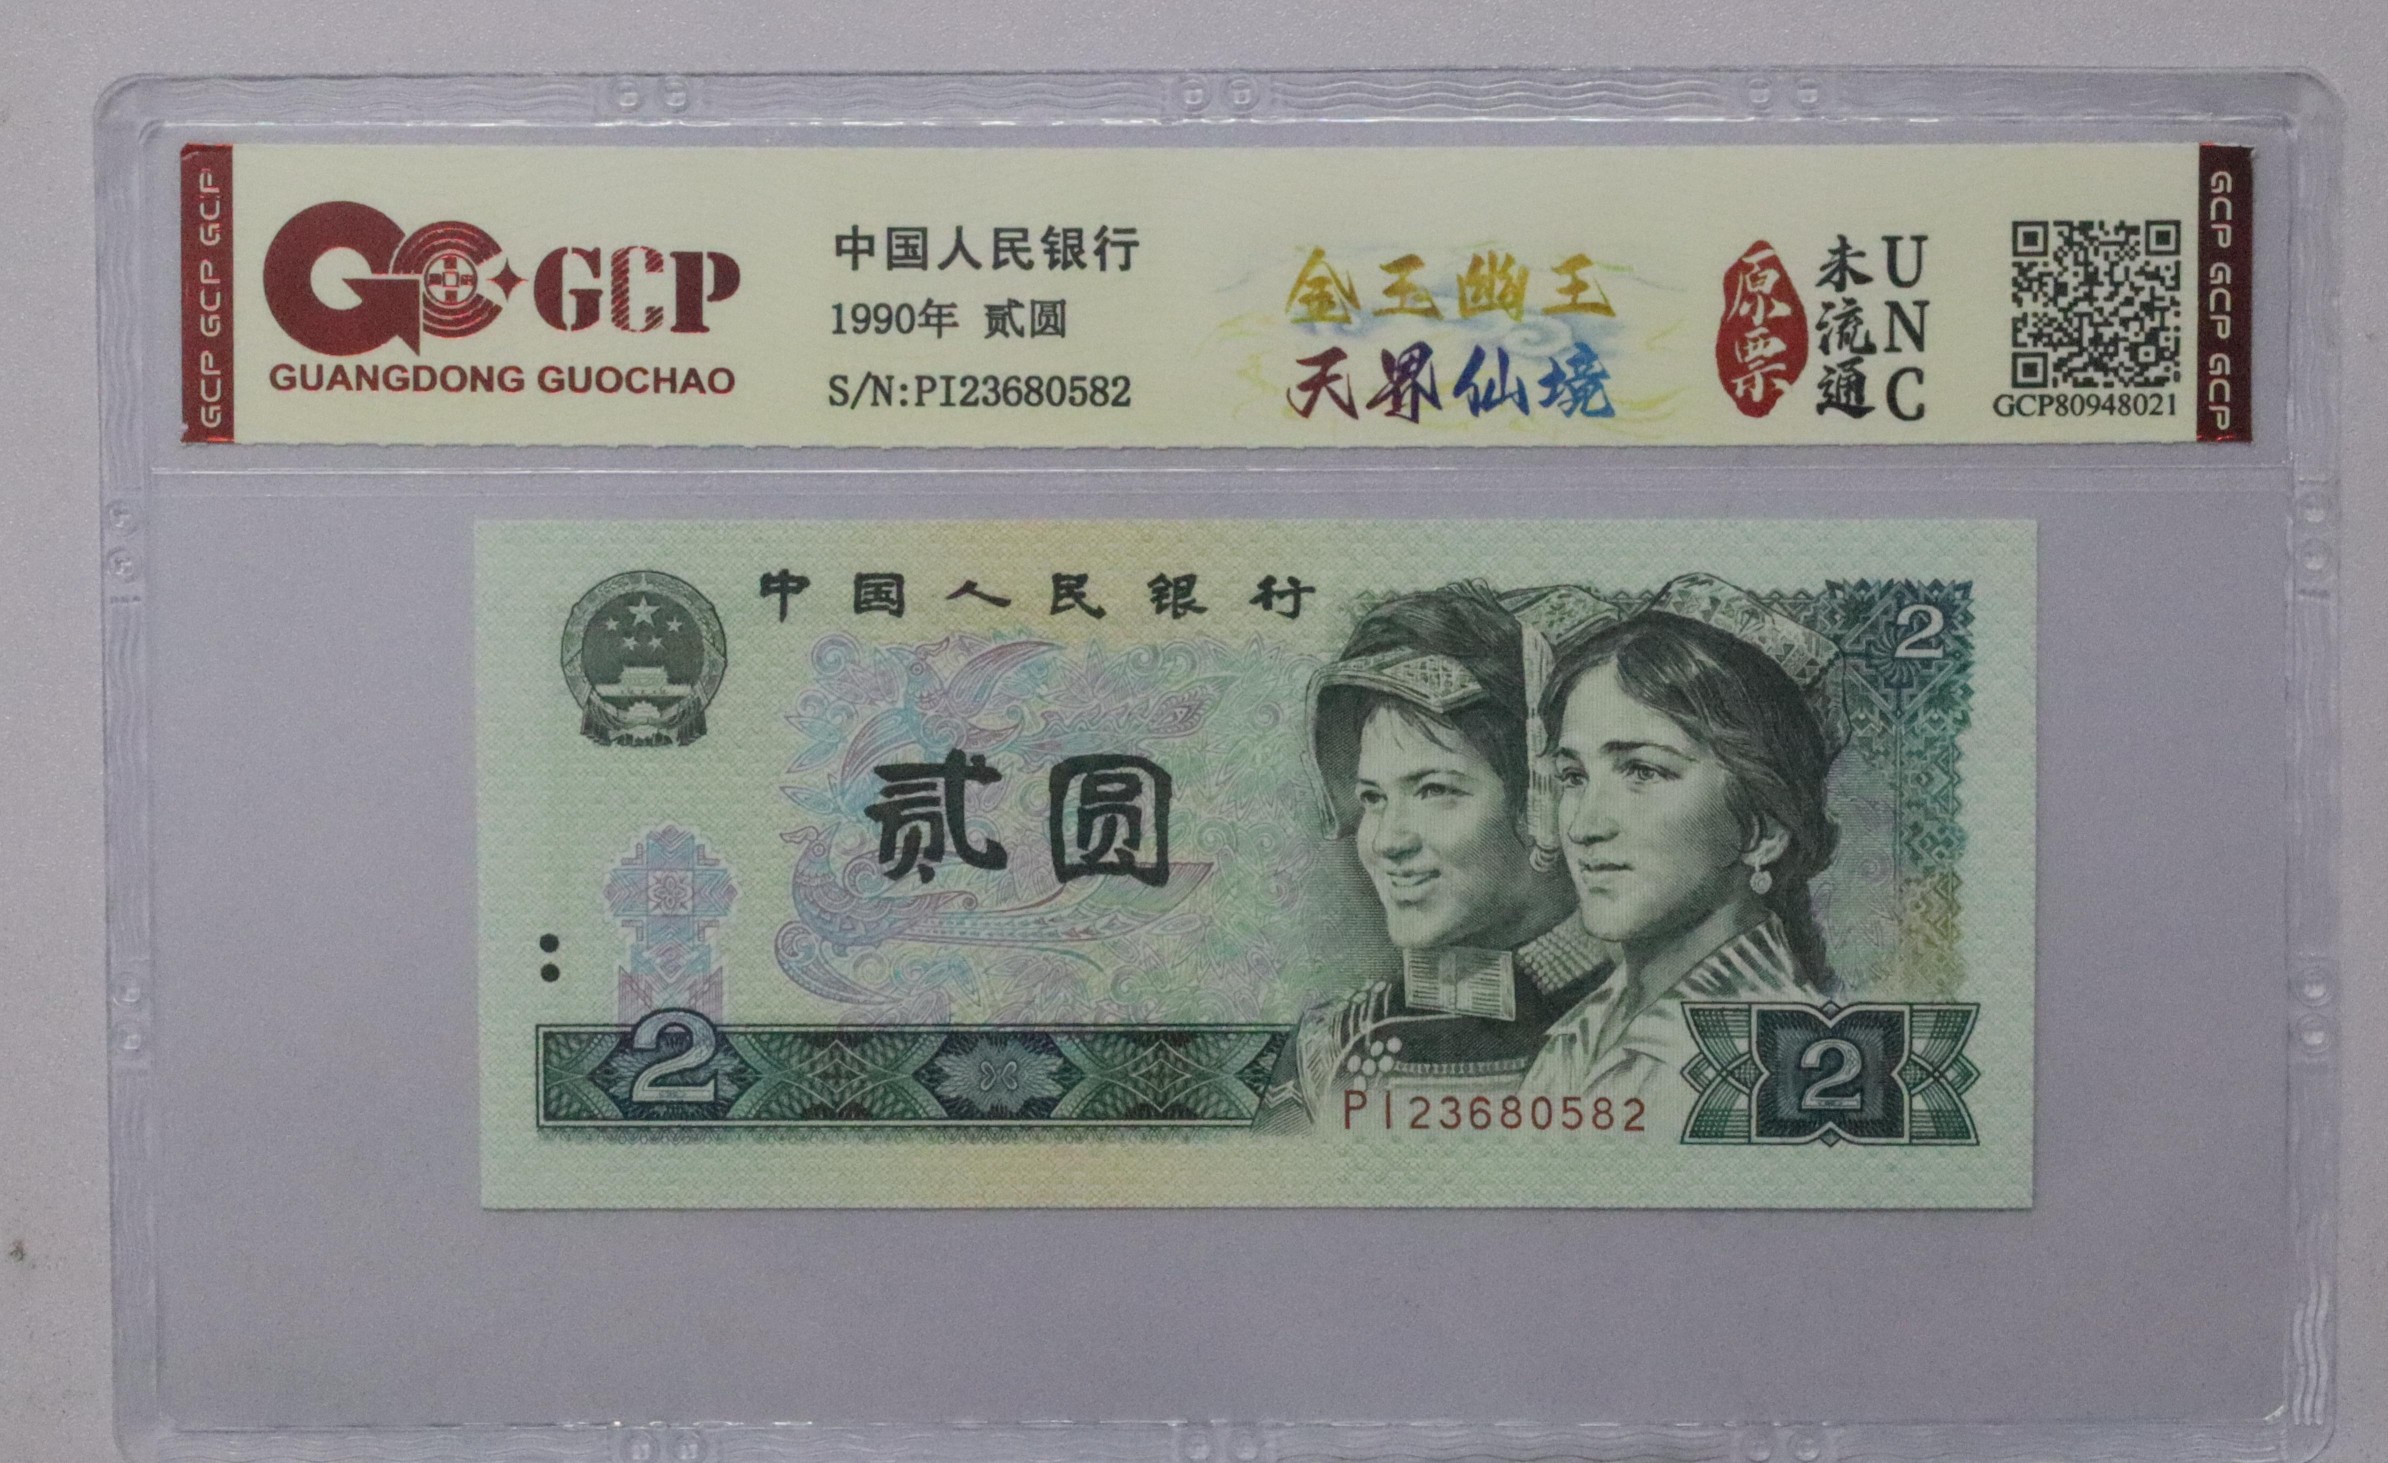 GCP GCP GCP
GCP
GUANGDONG GUOCHAO
中国人民银行
1990年 贰圆
S/N:PI23680582
金玉幽王
天界仙境
原票
未流通
UNC
GCP80948021
GCP GCP GCP
中国人民银行
2
贰圆
2
PI23680582
2